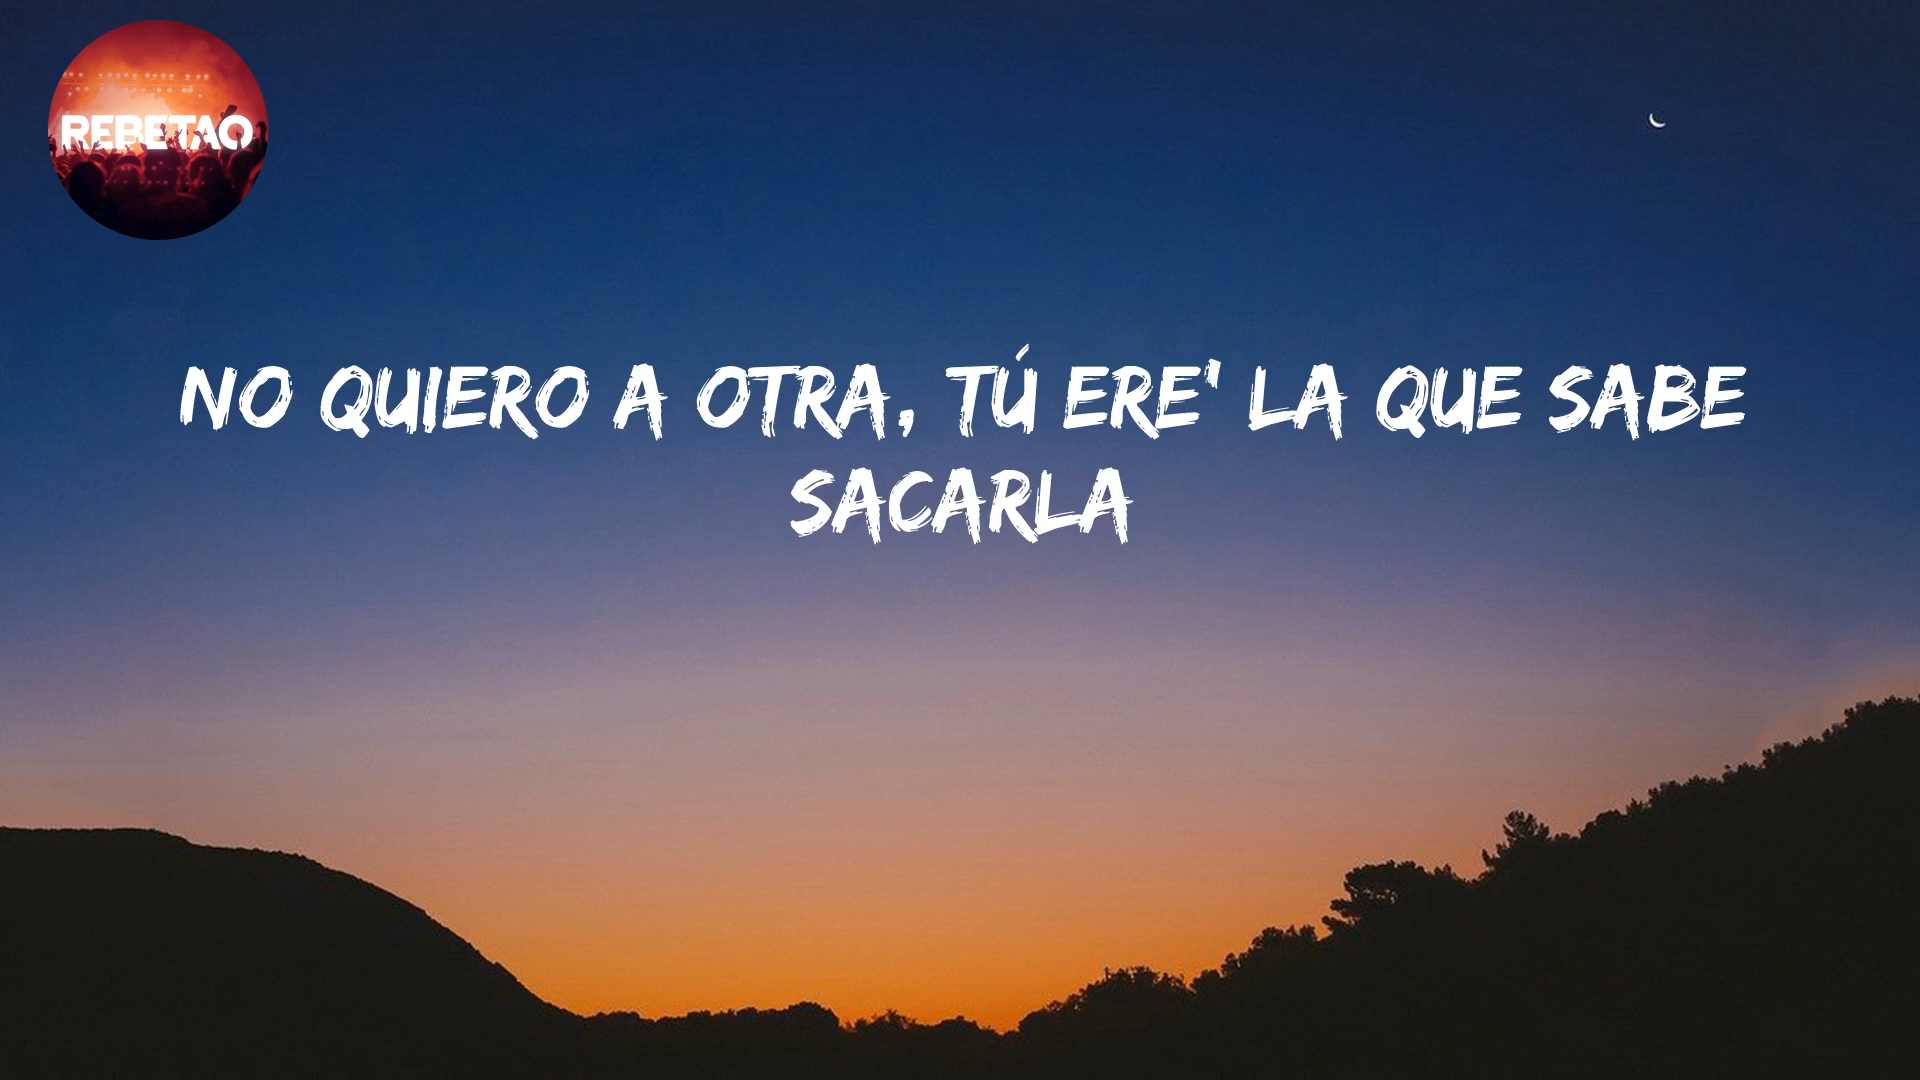 REBETAO
NO QUIERO A OTRA, TÚ ERE' LA QUE SABE
SACARLA